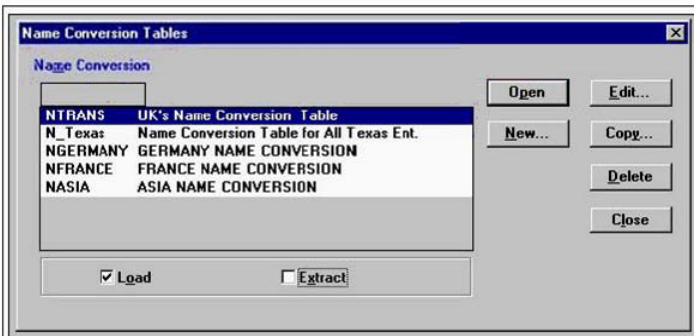 Name Conversion Tables
Name Conversion
Open Edit...
NTRANS UK's Name Conversion Table
N_Texas Name Conversion Table for All Texas Ent.
New... Copy...
NGERMANY GERMANY NAME CONVERSION
NFRANCE FRANCE NAME CONVERSION
Delete
NASIA ASIA NAME CONVERSION
Close
Load Extract